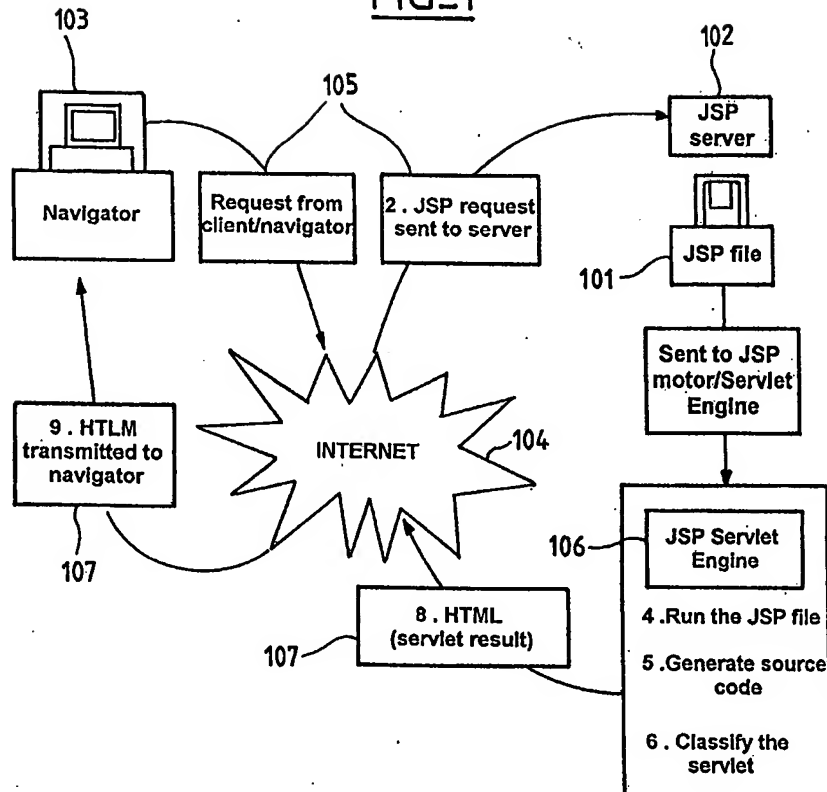 103
105
102
JSP
server
Navigator
Request from
client/navigator
2. JSP request
sent to server
JSP file
101
Sent to JSP
motor/Servlet
Engine
INTERNET
104
9. HTLM
transmitted to
navigator
107
106
JSP Servlet
Engine
4.Run the JSP file
5.Generate source
code
6. Classify the
servlet
8. HTML
(servlet result)
107